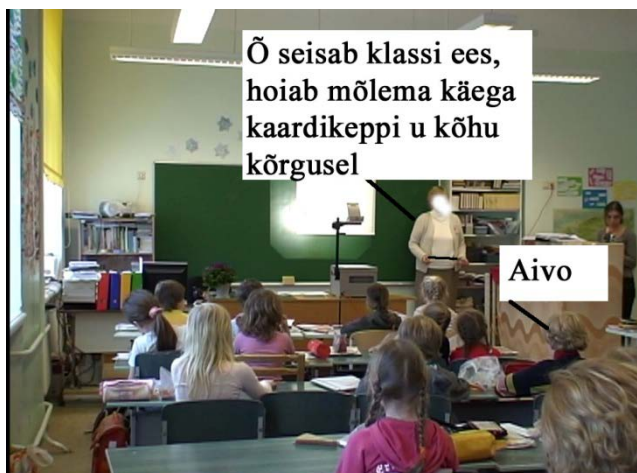 Õ seisab klassi ees,
hoiab mõlema käega
kaardikeppi u kõhu
kõrgusel
Aivo